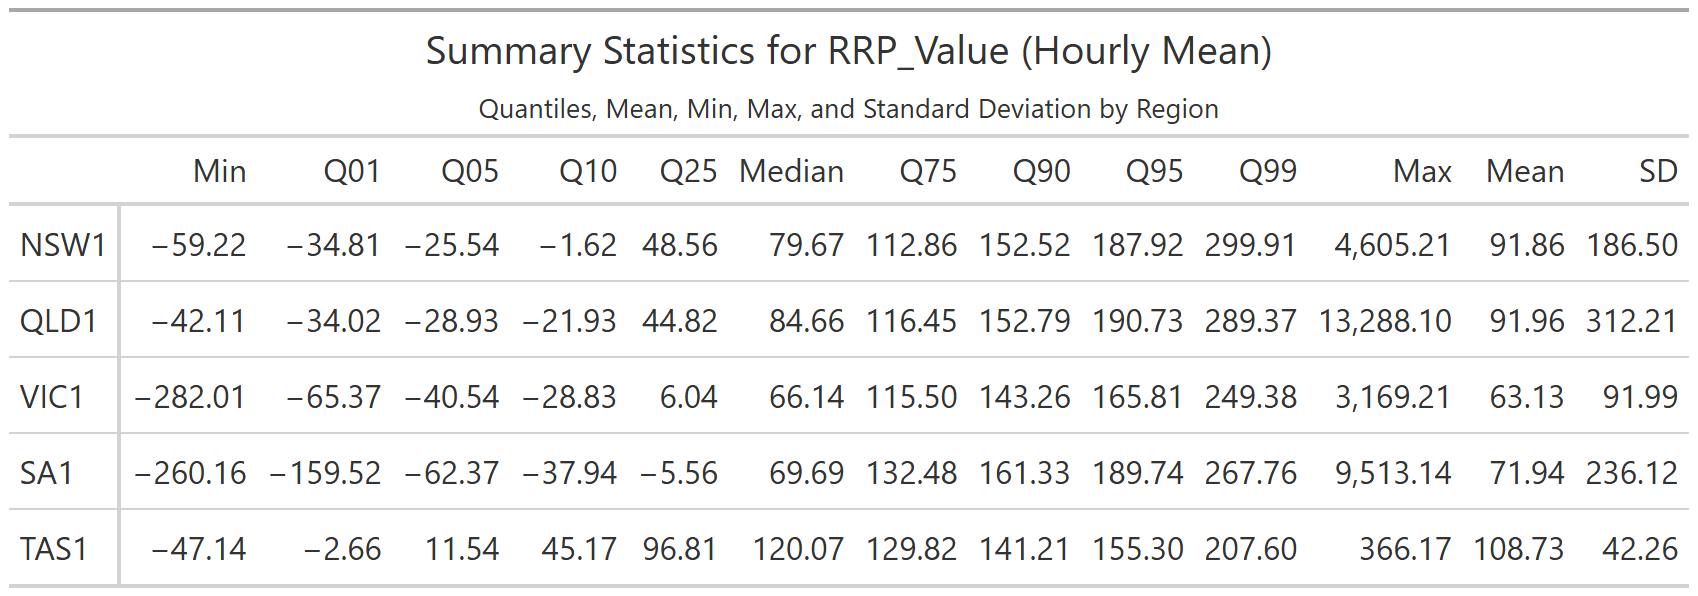 Summary Statistics for RRP_Value (Hourly Mean)
Quantiles, Mean, Min, Max, and Standard Deviation by Region
Min Q01 Q05 Q10 Q25 Median Q75 Q90 Q95 Q99 Max Mean SD
NSW1 −59.22 −34.81 −25.54 −1.62 48.56 79.67 112.86 152.52 187.92 299.91 4,605.21 91.86 186.50
QLD1 −42.11 −34.02 −28.93 −21.93 44.82 84.66 116.45 152.79 190.73 289.37 13,288.10 91.96 312.21
VIC1 −282.01 −65.37 −40.54 −28.83 6.04 66.14 115.50 143.26 165.81 249.38 3,169.21 63.13 91.99
SA1 −260.16 −159.52 −62.37 −37.94 −5.56 69.69 132.48 161.33 189.74 267.76 9,513.14 71.94 236.12
TAS1 −47.14 −2.66 11.54 45.17 96.81 120.07 129.82 141.21 155.30 207.60 366.17 108.73 42.26